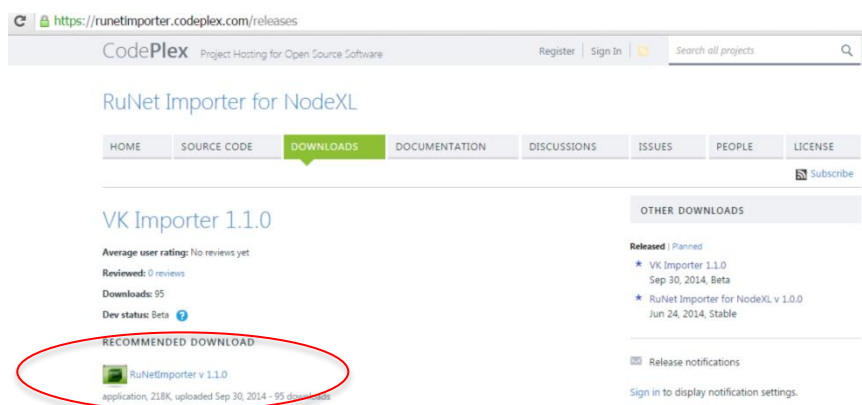 https://runetimporter.codeplex.com/releases
CodePlex Project Hosting for Open Source Software
Register Sign In Search all projects
RuNet Importer for NodeXL
HOME SOURCE CODE DOWNLOADS DOCUMENTATION DISCUSSIONS ISSUES PEOPLE LICENSE
Subscribe
VK Importer 1.1.0
Average user rating: No reviews yet
Reviewed: 0 reviews
Downloads: 95
Dev status: Beta ?
RECOMMENDED DOWNLOAD
RuNetImporter v 1.1.0
application, 218K, uploaded Sep 30, 2014 - 95 downloads
OTHER DOWNLOADS
Released | Planned
VK Importer 1.1.0
Sep 30, 2014, Beta
RuNet Importer for NodeXL v 1.0.0
Jun 24, 2014, Stable
Release notifications
Sign in to display notification settings.